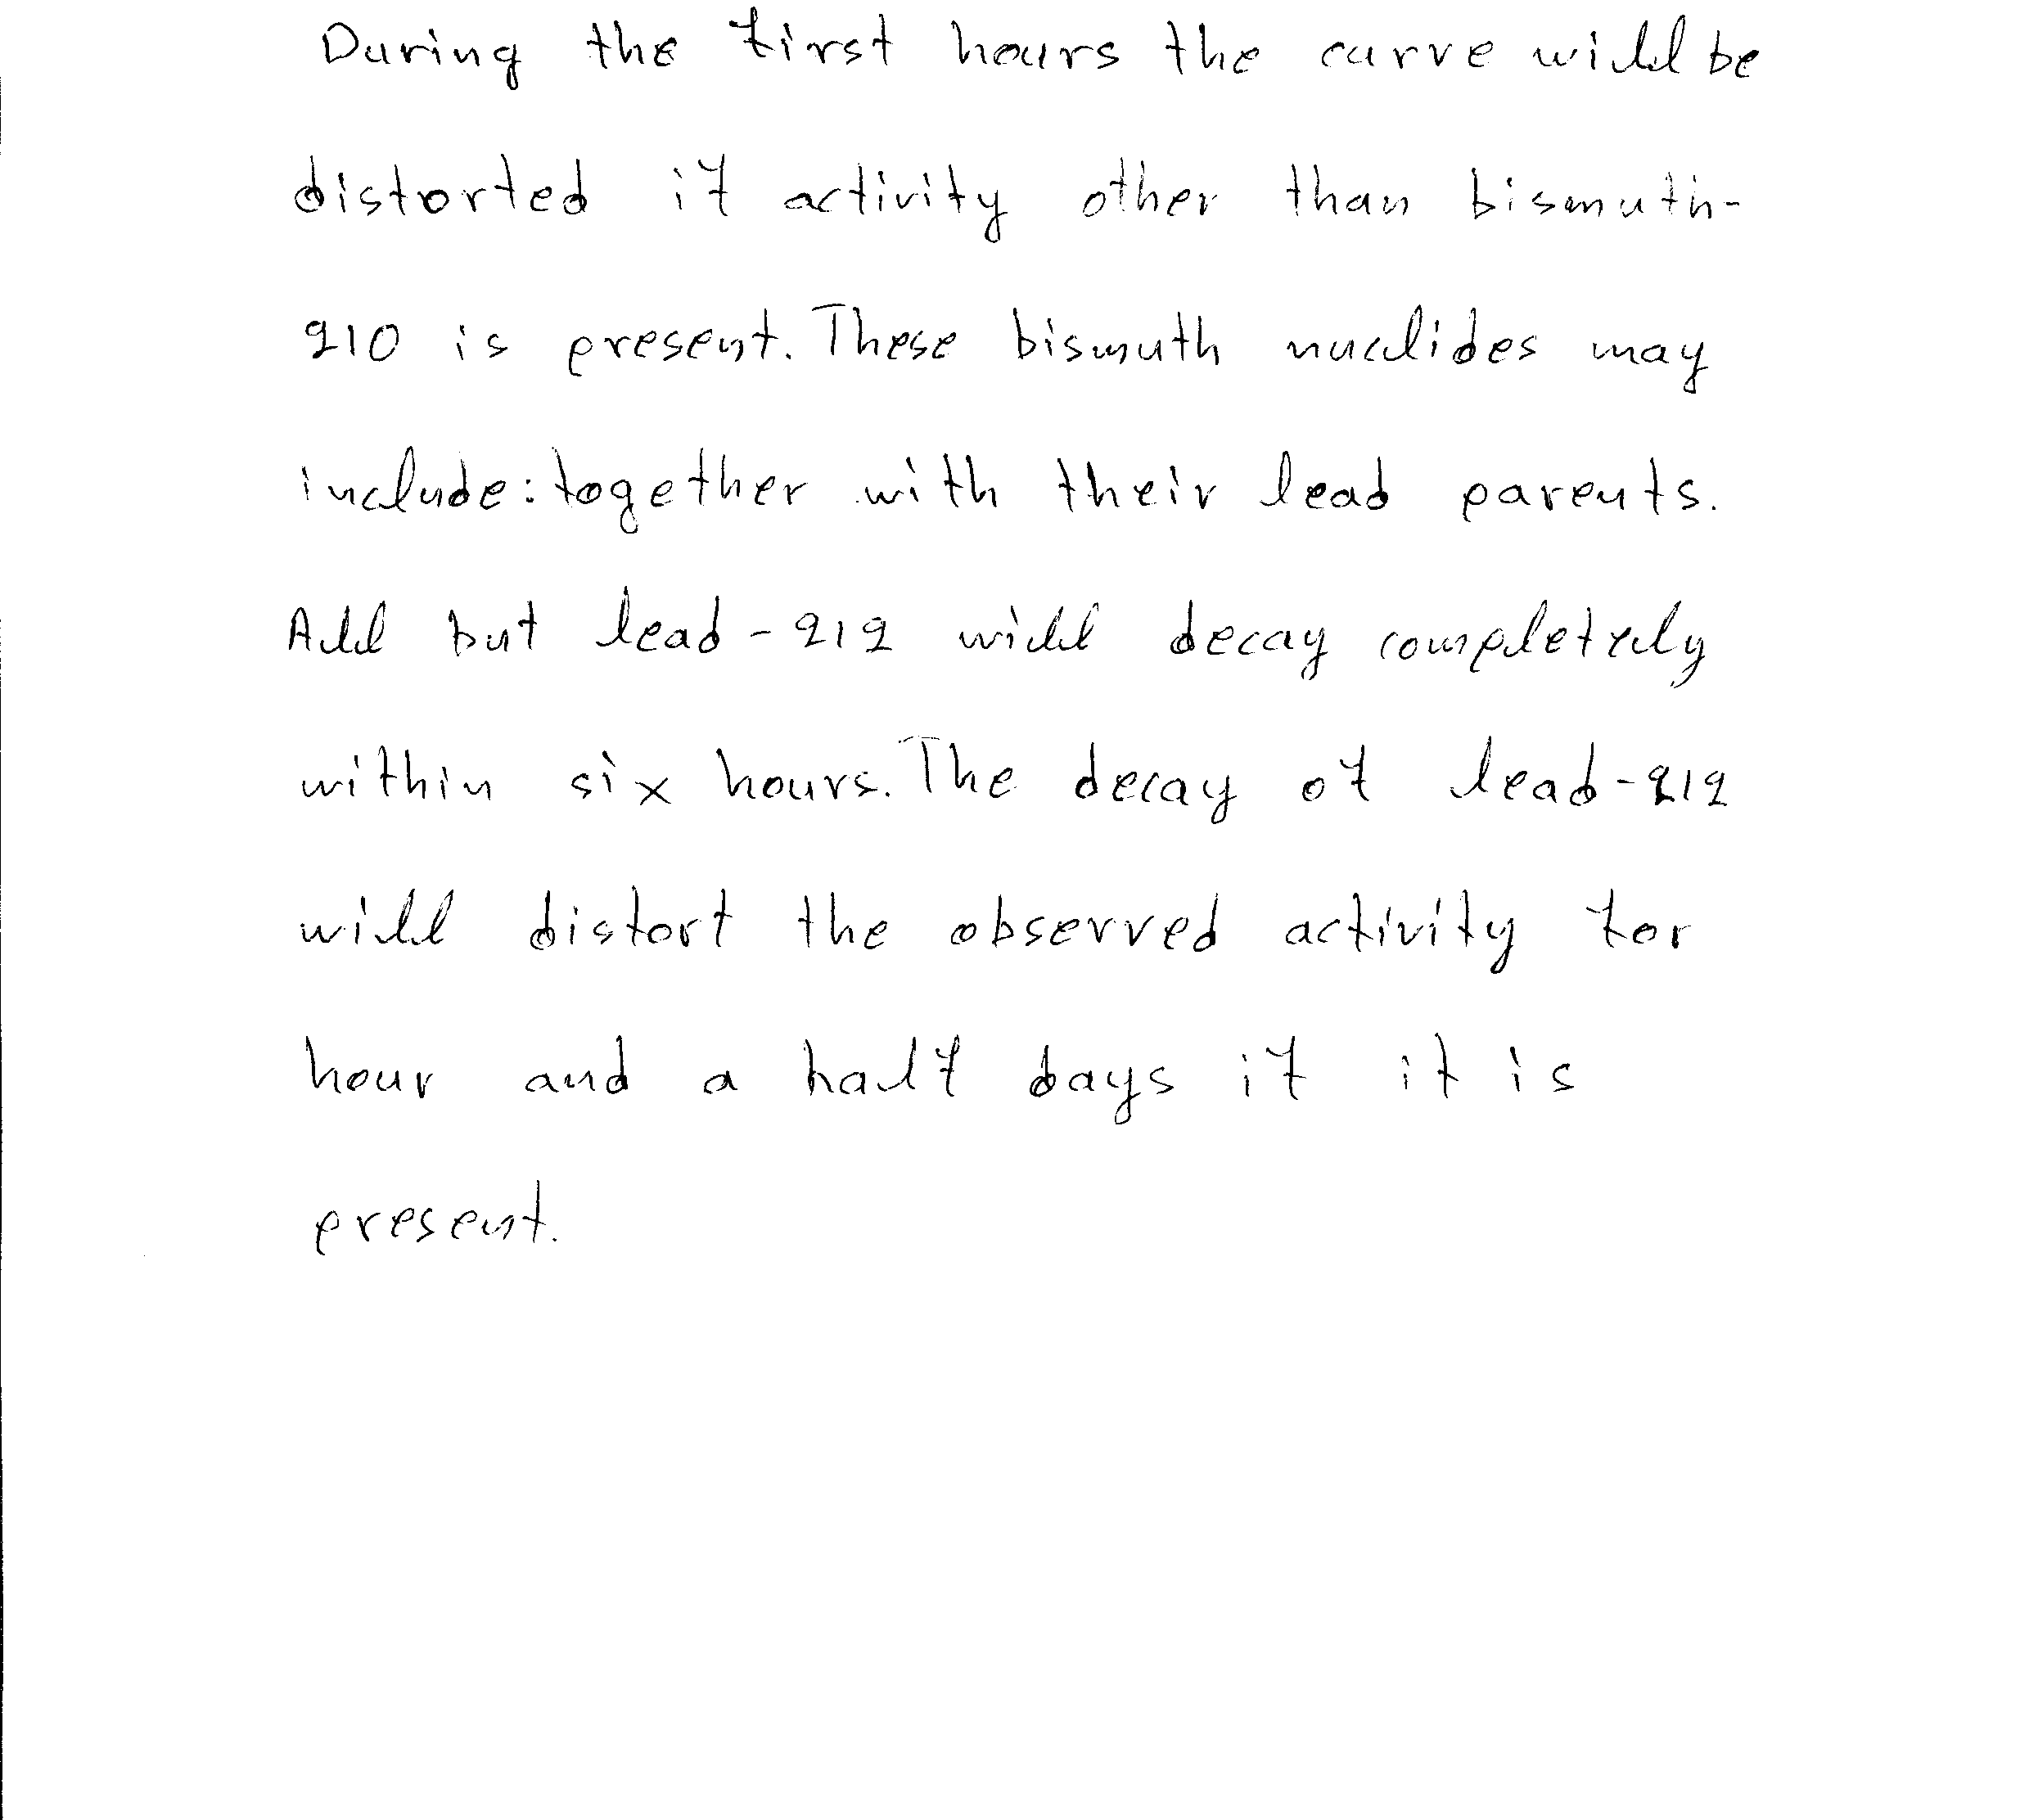 During the first hours the curve will be
distorted if activity other than bismuth-
210 is present. These bismuth nuclides may
include: together with their lead parents.
All but lead-212 will decay completely
within six hours. The decay of lead-212
will distort the observed activity for
hour and a half days if it is
present.